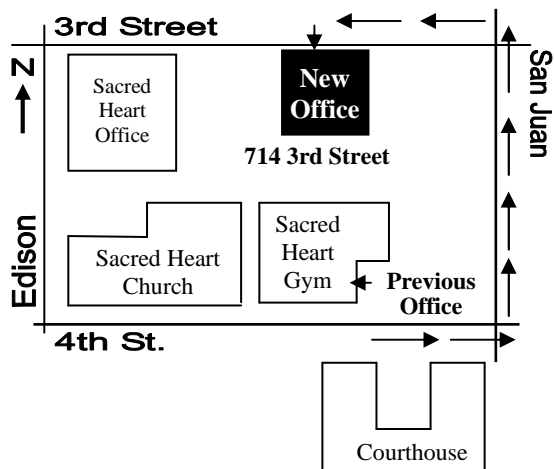 3rd Street
San Juan
Z
Sacred
Heart
Office
New
Office
714 3rd Street
Edison
Sacred Heart
Church
Sacred
Heart
Gym
Previous
Office
4th St.
Courthouse